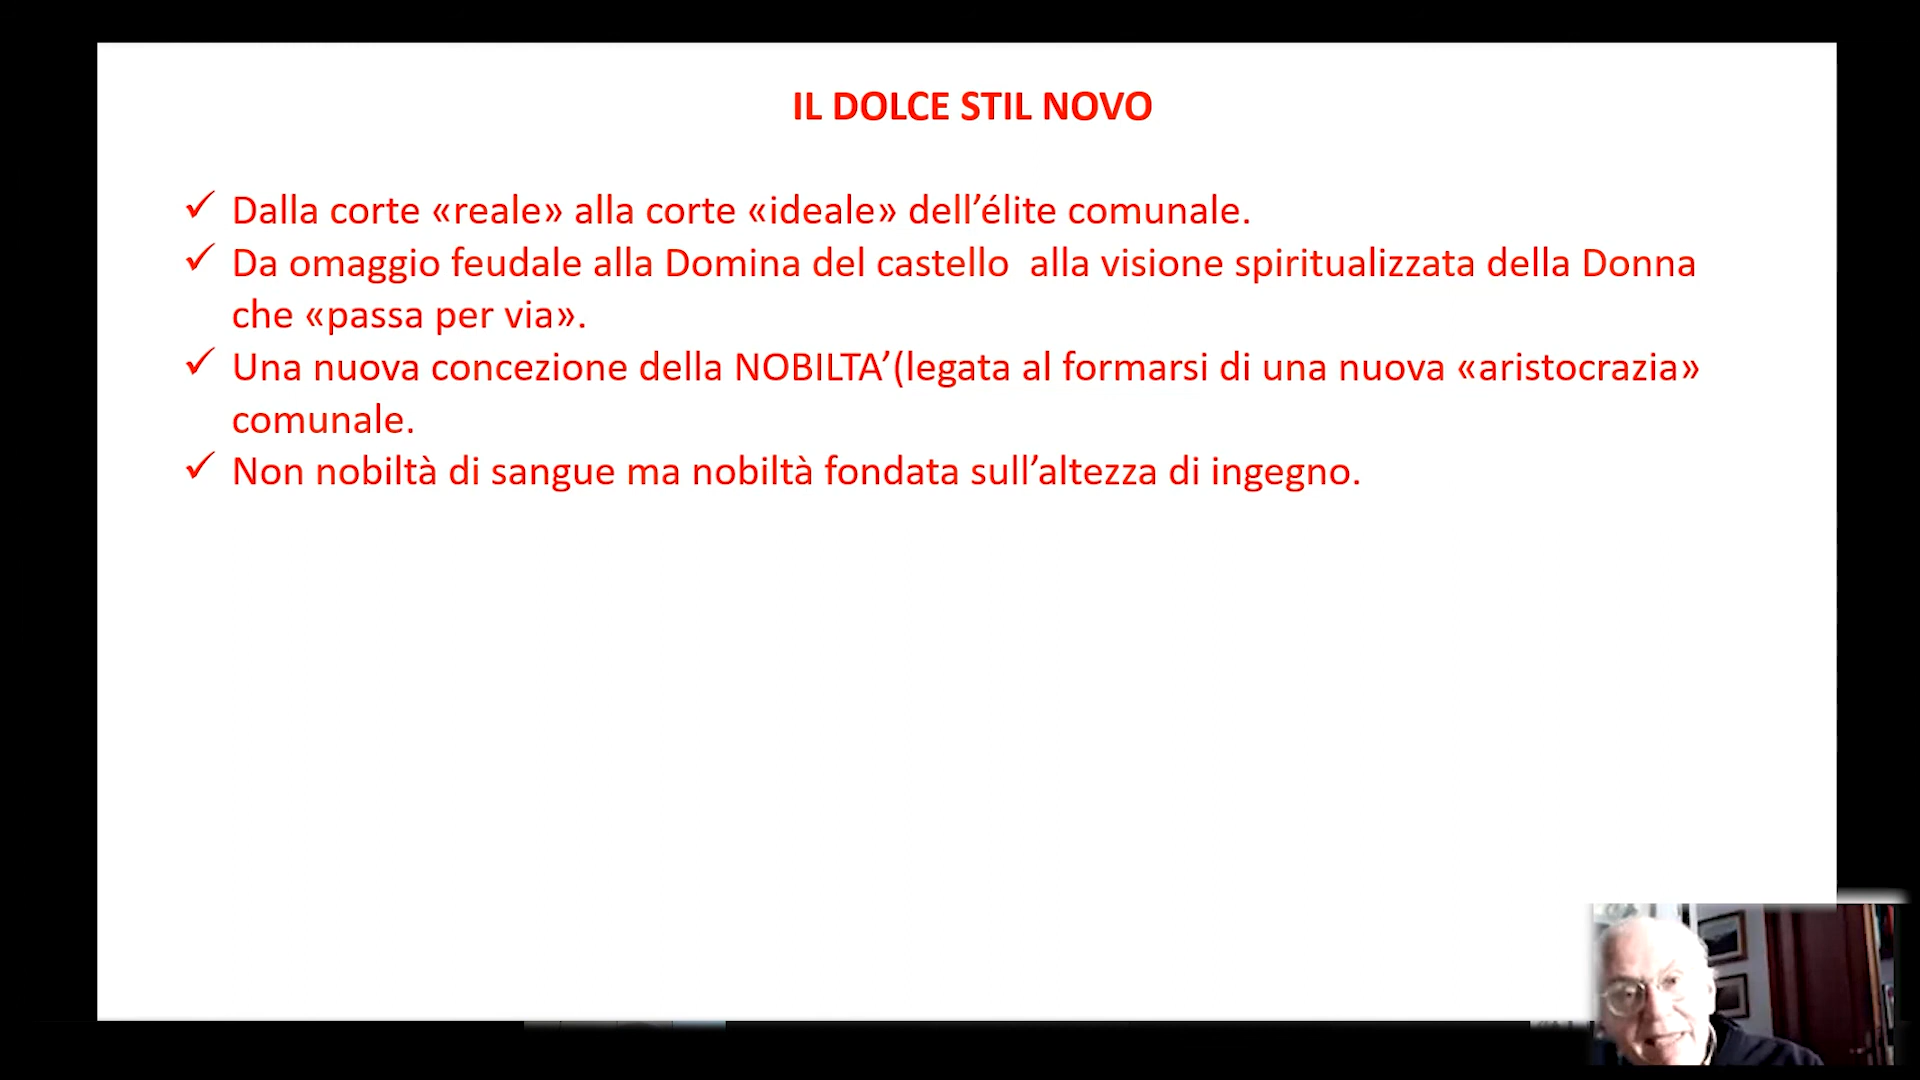 IL DOLCE STIL NOVO
✓ Dalla corte «reale» alla corte «ideale» dell’élite comunale.
✓ Da omaggio feudale alla Domina del castello  alla visione spiritualizzata della Donna
che «passa per via».
✓ Una nuova concezione della NOBILTA’(legata al formarsi di una nuova «aristocrazia»
comunale.
✓ Non nobiltà di sangue ma nobiltà fondata sull’altezza di ingegno.